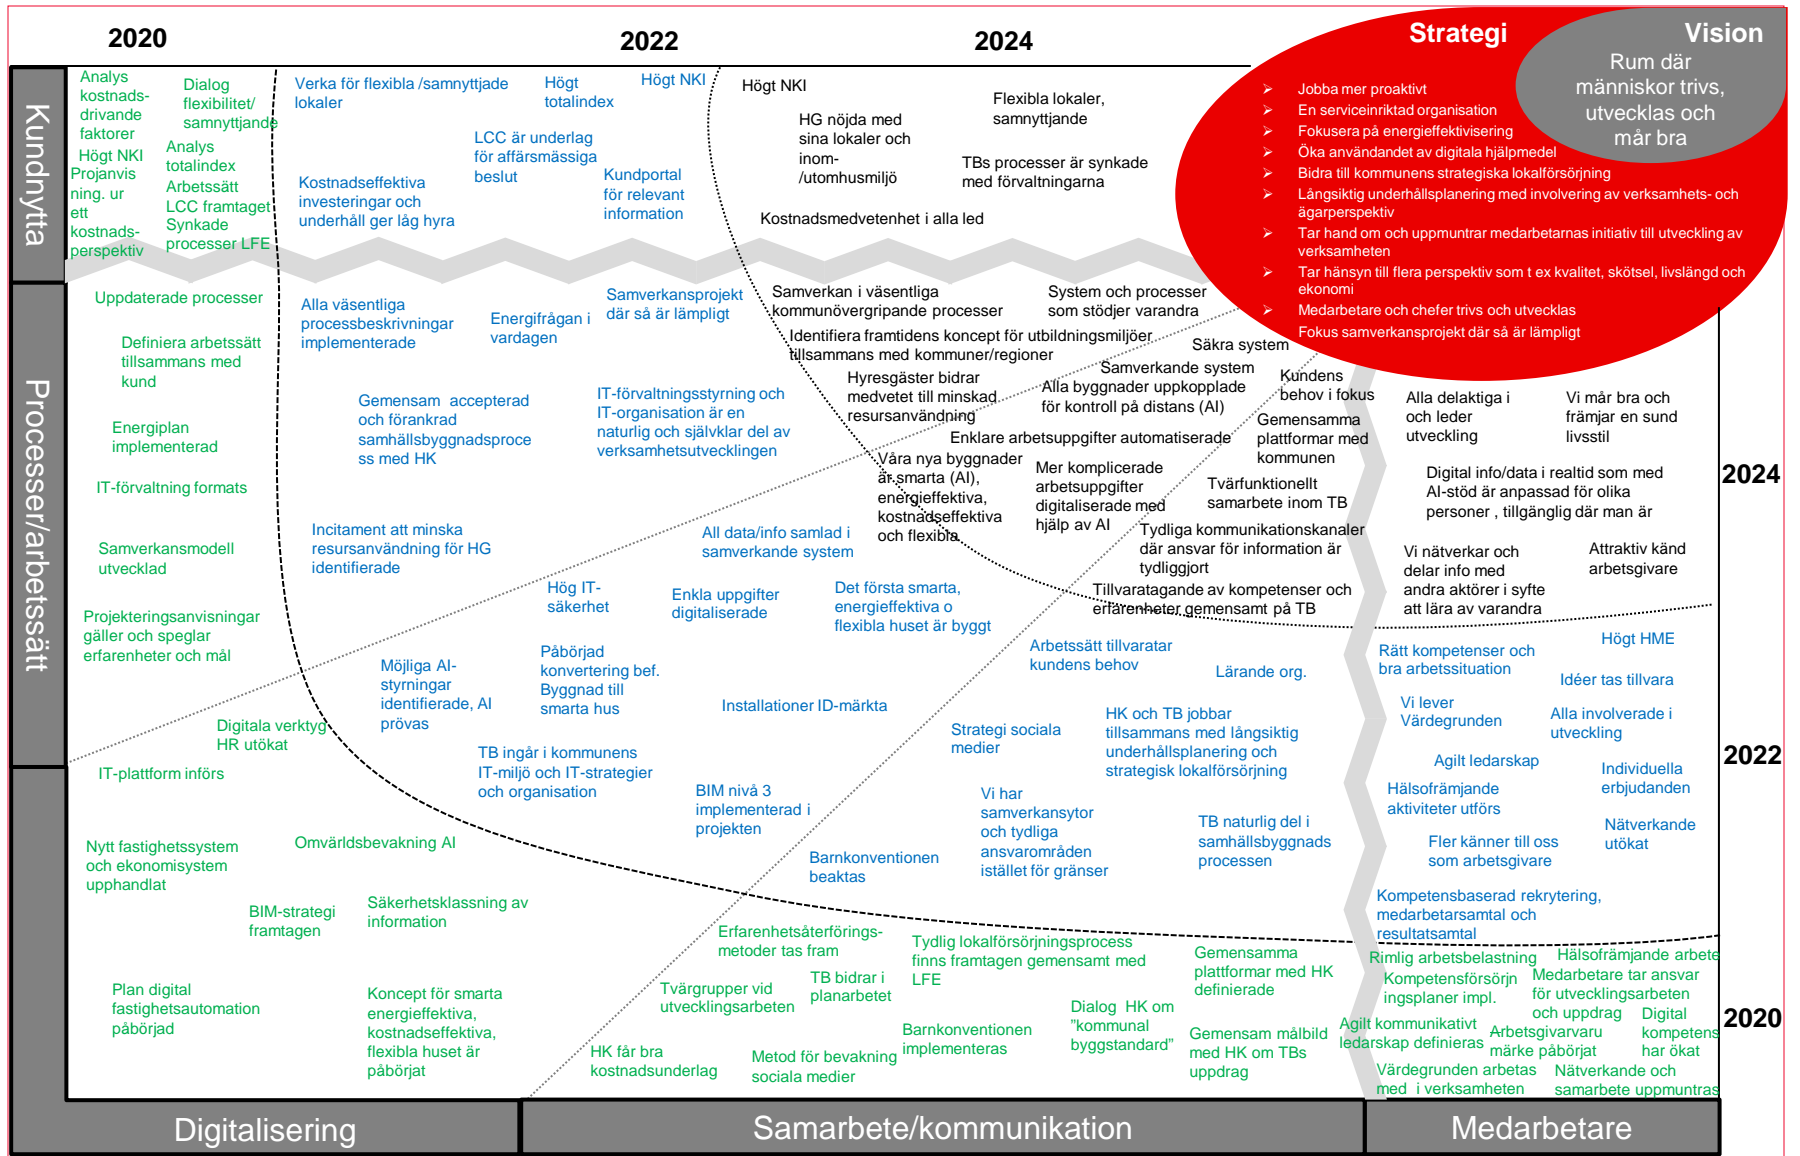 2020
2022
2024
Strategi
Vision
Rum där
människor trivs,
utvecklas och
mår bra
Jobba mer proaktivt
En serviceinriktad organisation
Fokusera på energieffektivisering
Öka användandet av digitala hjälpmedel
Bidra till kommunens strategiska lokalförsörjning
Långsiktig underhållsplanering med involvering av verksamhets- och
ägarperspektiv
Tar hand om och uppmuntrar medarbetarnas initiativ till utveckling av
verksamheten
Tar hänsyn till flera perspektiv som t ex kvalitet, skötsel, livslängd och
ekonomi
Medarbetare och chefer trivs och utvecklas
Fokus samverkansprojekt där så är lämpligt
Kundnytta
Analys
kostnads-
drivande
faktorer
Dialog
flexibilitet/
samnyttjande
Högt NKI
Analys
totalindex
Projanvis
ning. ur
ett
kostnads-
perspektiv
Arbetssätt
LCC framtaget
Synkade
processer LFE
Verka för flexibla /samnyttjade
lokaler
Högt
totalindex
Högt NKI
LCC är underlag
för affärsmässiga
beslut
Kostnadseffektiva
investeringar och
underhåll ger låg hyra
Kundportal
för relevant
information
Högt NKI
Flexibla lokaler,
samnyttjande
HG nöjda med
sina lokaler och
inom-
/utomhusmiljö
TBs processer är synkade
med förvaltningarna
Kostnadsmedvetenhet i alla led
Processer/arbetssätt
Uppdaterade processer
Definiera arbetssätt
tillsammans med
kund
Energiplan
implementerad
IT-förvaltning formats
Samverkansmodell
utvecklad
Projekteringsanvisningar
gäller och speglar
erfarenheter och mål
Alla väsentliga
processbeskrivningar
implementerade
Energifrågan i
vardagen
Samverkansprojekt
där så är lämpligt
Gemensam accepterad
och förankrad
samhällsbyggnadsproce
ss med HK
IT-förvaltningsstyrning och
IT-organisation är en
naturlig och självklar del av
verksamhetsutvecklingen
Incitament att minska
resursanvändning för HG
identifierade
Samverkan i väsentliga
kommunövergripande processer
System och processer
som stödjer varandra
Identifiera framtidens koncept för utbildningsmiljöer
tillsammans med kommuner/regioner
Säkra system
Samverkande system
Hyresgäster bidrar
medvetet till minskad
resursanvändning
Alla byggnader uppkopplade
för kontroll på distans (AI)
Kundens
behov i fokus
Enklare arbetsuppgifter automatiserade
Gemensamma
plattformar med
kommunen
Våra nya byggnader
är smarta (AI),
energieffektiva,
kostnadseffektiva
och flexibla
Mer komplicerade
arbetsuppgifter
digitaliserade med
hjälp av AI
Tvärfunktionellt
samarbete inom TB
Tydliga kommunikationskanaler
där ansvar för information är
tydliggjort
Tillvaratagande av kompetenser och
erfarenheter gemensamt på TB
Alla delaktiga i
och leder
utveckling
Vi mår bra och
främjar en sund
livsstil
Digital info/data i realtid som med
AI-stöd är anpassad för olika
personer , tillgänglig där man är
Vi nätverkar och
delar info med
andra aktörer i syfte
att lära av varandra
Attraktiv känd
arbetsgivare
2024
All data/info samlad i
samverkande system
Hög IT-
säkerhet
Enkla uppgifter
digitaliserade
Det första smarta,
energieffektiva o
flexibla huset är byggt
Möjliga AI-
styrningar
identifierade, AI
prövas
Påbörjad
konvertering bef.
Byggnad till
smarta hus
Installationer ID-märkta
TB ingår i kommunens
IT-miljö och IT-strategier
och organisation
BIM nivå 3
implementerad i
projekten
Arbetssätt tillvaratar
kundens behov
Lärande org.
Strategi sociala
medier
HK och TB jobbar
tillsammans med långsiktig
underhållsplanering och
strategisk lokalförsörjning
Vi har
samverkansytor
och tydliga
ansvarområden
istället för gränser
TB naturlig del i
samhällsbyggnads
processen
Barnkonventionen
beaktas
Högt HME
Rätt kompetenser och
bra arbetssituation
Idéer tas tillvara
Vi lever
Värdegrunden
Alla involverade i
utveckling
Agilt ledarskap
Individuella
erbjudanden
Hälsofrämjande
aktiviteter utförs
Nätverkande
utökat
Fler känner till oss
som arbetsgivare
Kompetensbaserad rekrytering,
medarbetarsamtal och
resultatsamtal
2022
Digitala verktyg
HR utökat
IT-plattform införs
Nytt fastighetssystem
och ekonomisystem
upphandlat
Omvärldsbevakning AI
BIM-strategi
framtagen
Säkerhetsklassning av
information
Plan digital
fastighetsautomation
påbörjad
Koncept för smarta
energieffektiva,
kostnadseffektiva,
flexibla huset är
påbörjat
Erfarenhetsåterförings-
metoder tas fram
Tydlig lokalförsörjningsprocess
finns framtagen gemensamt med
LFE
Gemensamma
plattformar med HK
definierade
Tvärgrupper vid
utvecklingsarbeten
TB bidrar i
planarbetet
Dialog HK om
”kommunal
byggstandard”
Barnkonventionen
implementeras
Gemensam målbild
med HK om TBs
uppdrag
HK får bra
kostnadsunderlag
Metod för bevakning
sociala medier
Rimlig arbetsbelastning
Hälsofrämjande arbete
Kompetensförsörjn
ingsplaner impl.
Medarbetare tar ansvar
för utvecklingsarbeten
och uppdrag
Agilt kommunikativt
ledarskap definieras
Arbetsgivarvaru
märke påbörjat
Digital
kompetens
har ökat
Värdegrunden arbetas
med i verksamheten
Nätverkande och
samarbete uppmuntras
2020
Digitalisering
Samarbete/kommunikation
Medarbetare